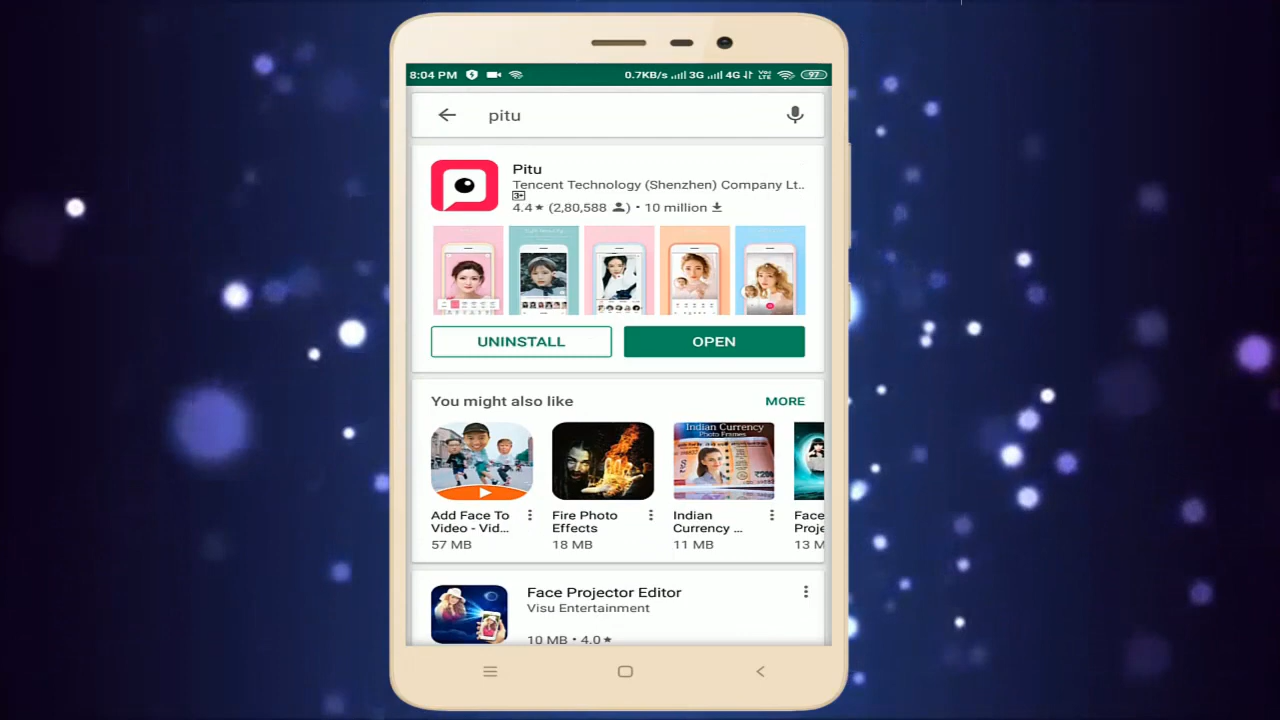 8:04 PM 0.7KB/s 3G 4G VoLTE 97
pitu
Pitu
Tencent Technology (Shenzhen) Company Lt..
3+
4.4★ (2,80,588) • 10 million
UNINSTALL
OPEN
You might also like
MORE
Indian Currency
Photo Frames
Add Face To
Video - Vid...
57 MB
Fire Photo
Effects
18 MB
Indian
Currency ...
11 MB
Face
Proje
13 M
Face Projector Editor
Visu Entertainment
10 MB • 4.0★